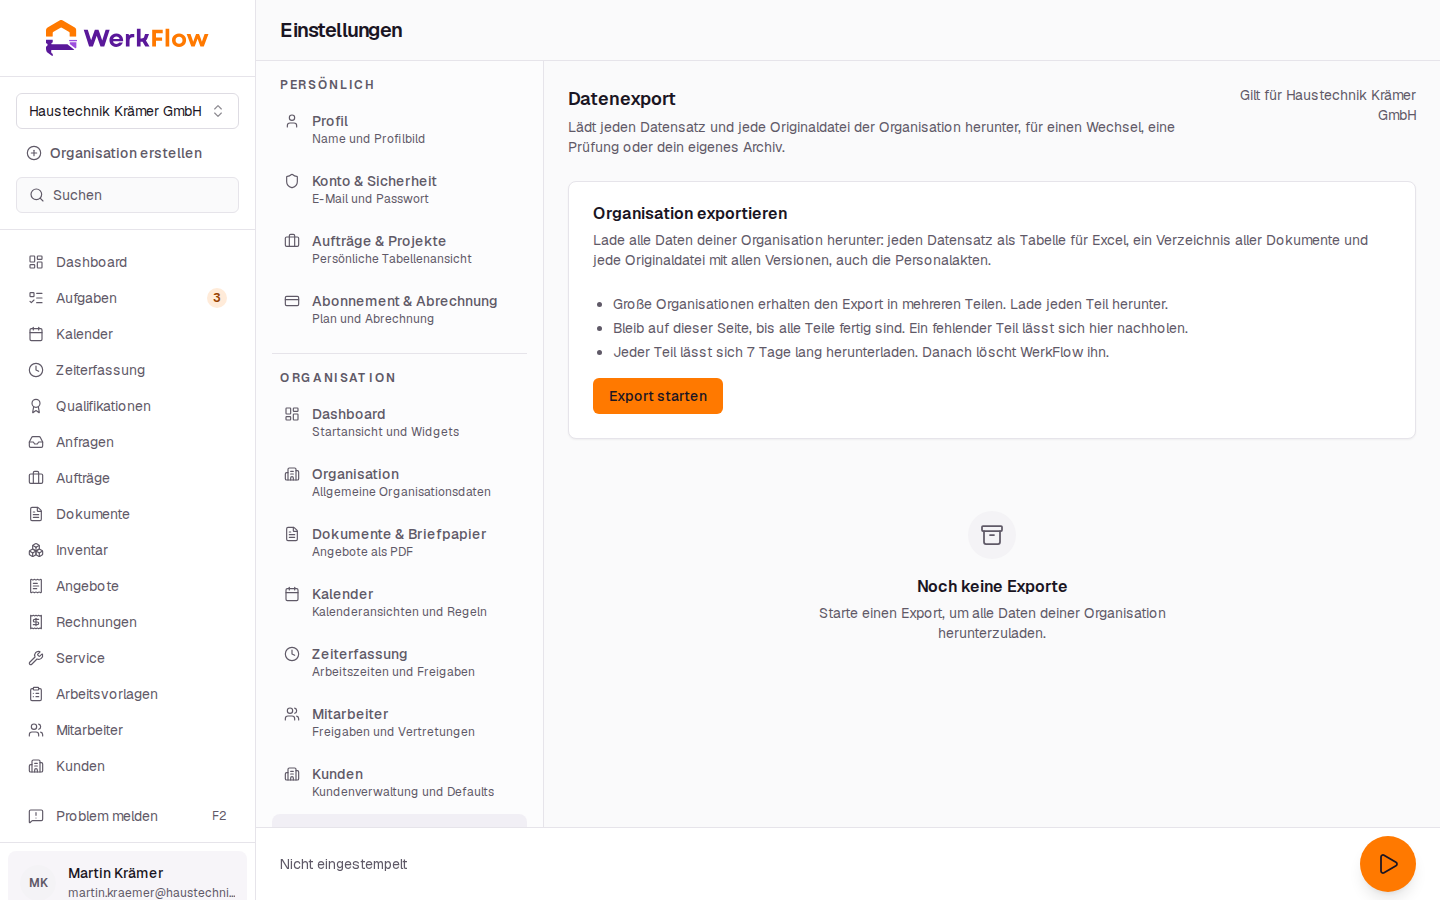 WerkFlow
Haustechnik Krämer GmbH
Organisation erstellen
Suchen
Dashboard
Aufgaben
3
Kalender
Zeiterfassung
Qualifikationen
Anfragen
Aufträge
Dokumente
Inventar
Angebote
Rechnungen
Service
Arbeitsvorlagen
Mitarbeiter
Kunden
Problem melden
F2
MK
Martin Krämer
martin.kraemer@haustechni...
Einstellungen
PERSÖNLICH
Profil
Name und Profilbild
Konto & Sicherheit
E-Mail und Passwort
Aufträge & Projekte
Persönliche Tabellenansicht
Abonnement & Abrechnung
Plan und Abrechnung
ORGANISATION
Dashboard
Startansicht und Widgets
Organisation
Allgemeine Organisationsdaten
Dokumente & Briefpapier
Angebote als PDF
Kalender
Kalenderansichten und Regeln
Zeiterfassung
Arbeitszeiten und Freigaben
Mitarbeiter
Freigaben und Vertretungen
Kunden
Kundenverwaltung und Defaults
Datenexport
Lädt jeden Datensatz und jede Originaldatei der Organisation herunter, für einen Wechsel, eine
Prüfung oder dein eigenes Archiv.
Gilt für Haustechnik Krämer
GmbH
Organisation exportieren
Lade alle Daten deiner Organisation herunter: jeden Datensatz als Tabelle für Excel, ein Verzeichnis aller Dokumente und
jede Originaldatei mit allen Versionen, auch die Personalakten.
• Große Organisationen erhalten den Export in mehreren Teilen. Lade jeden Teil herunter.
• Bleib auf dieser Seite, bis alle Teile fertig sind. Ein fehlender Teil lässt sich hier nachholen.
• Jeder Teil lässt sich 7 Tage lang herunterladen. Danach löscht WerkFlow ihn.
Export starten
Noch keine Exporte
Starte einen Export, um alle Daten deiner Organisation
herunterzuladen.
Nicht eingestempelt